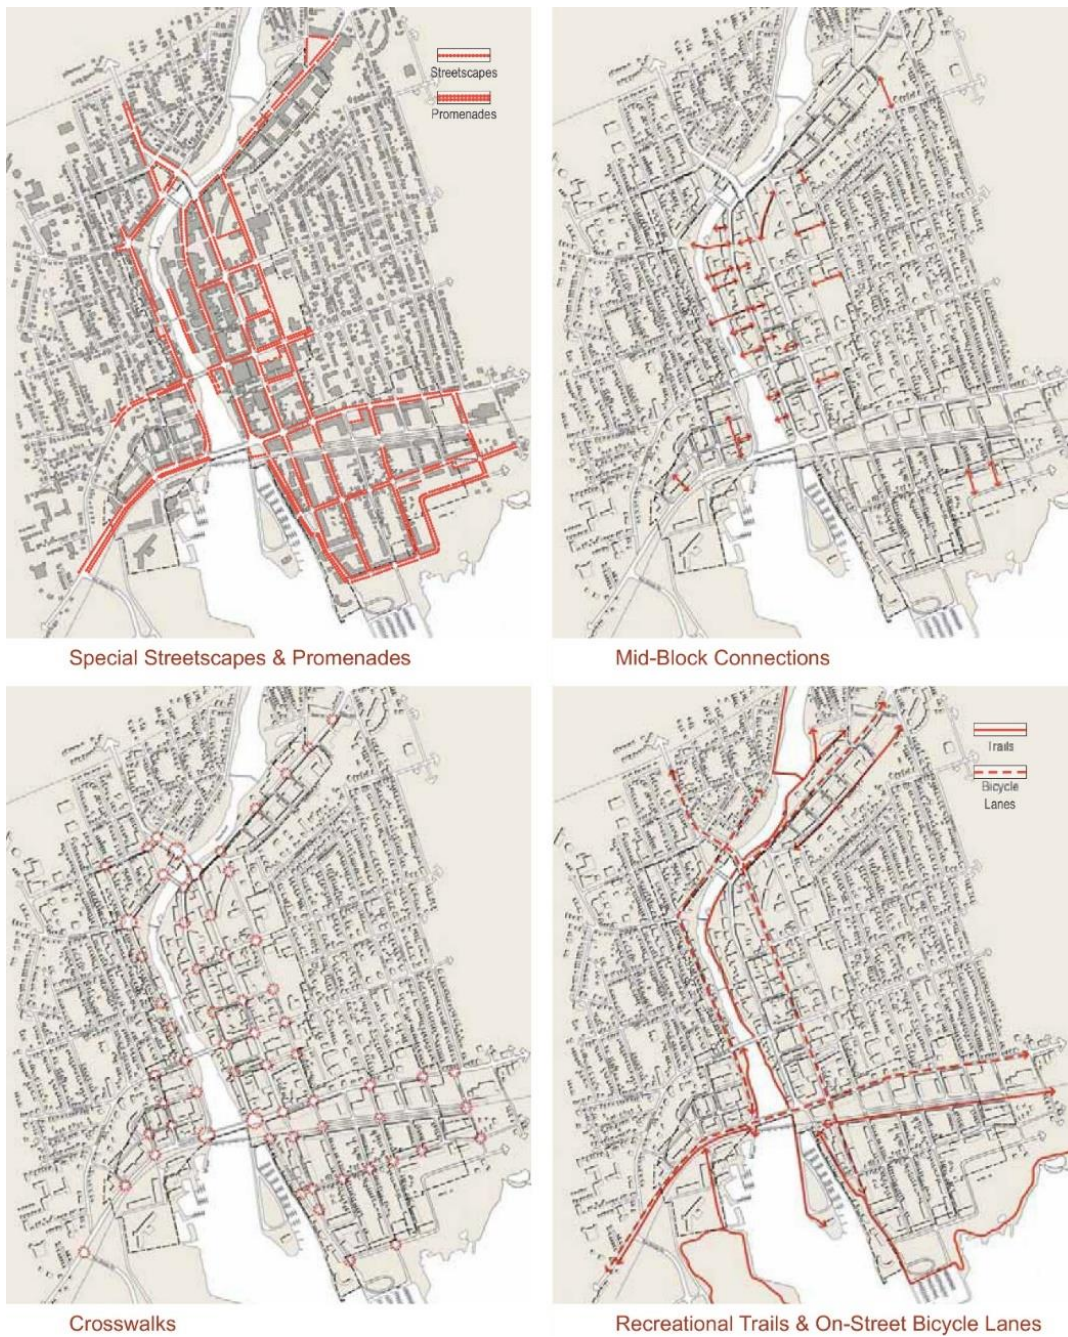 Streetscapes
Promenades
Special Streetscapes & Promenades
Mid-Block Connections
Trails
Bicycle
Lanes
Crosswalks
Recreational Trails & On-Street Bicycle Lanes